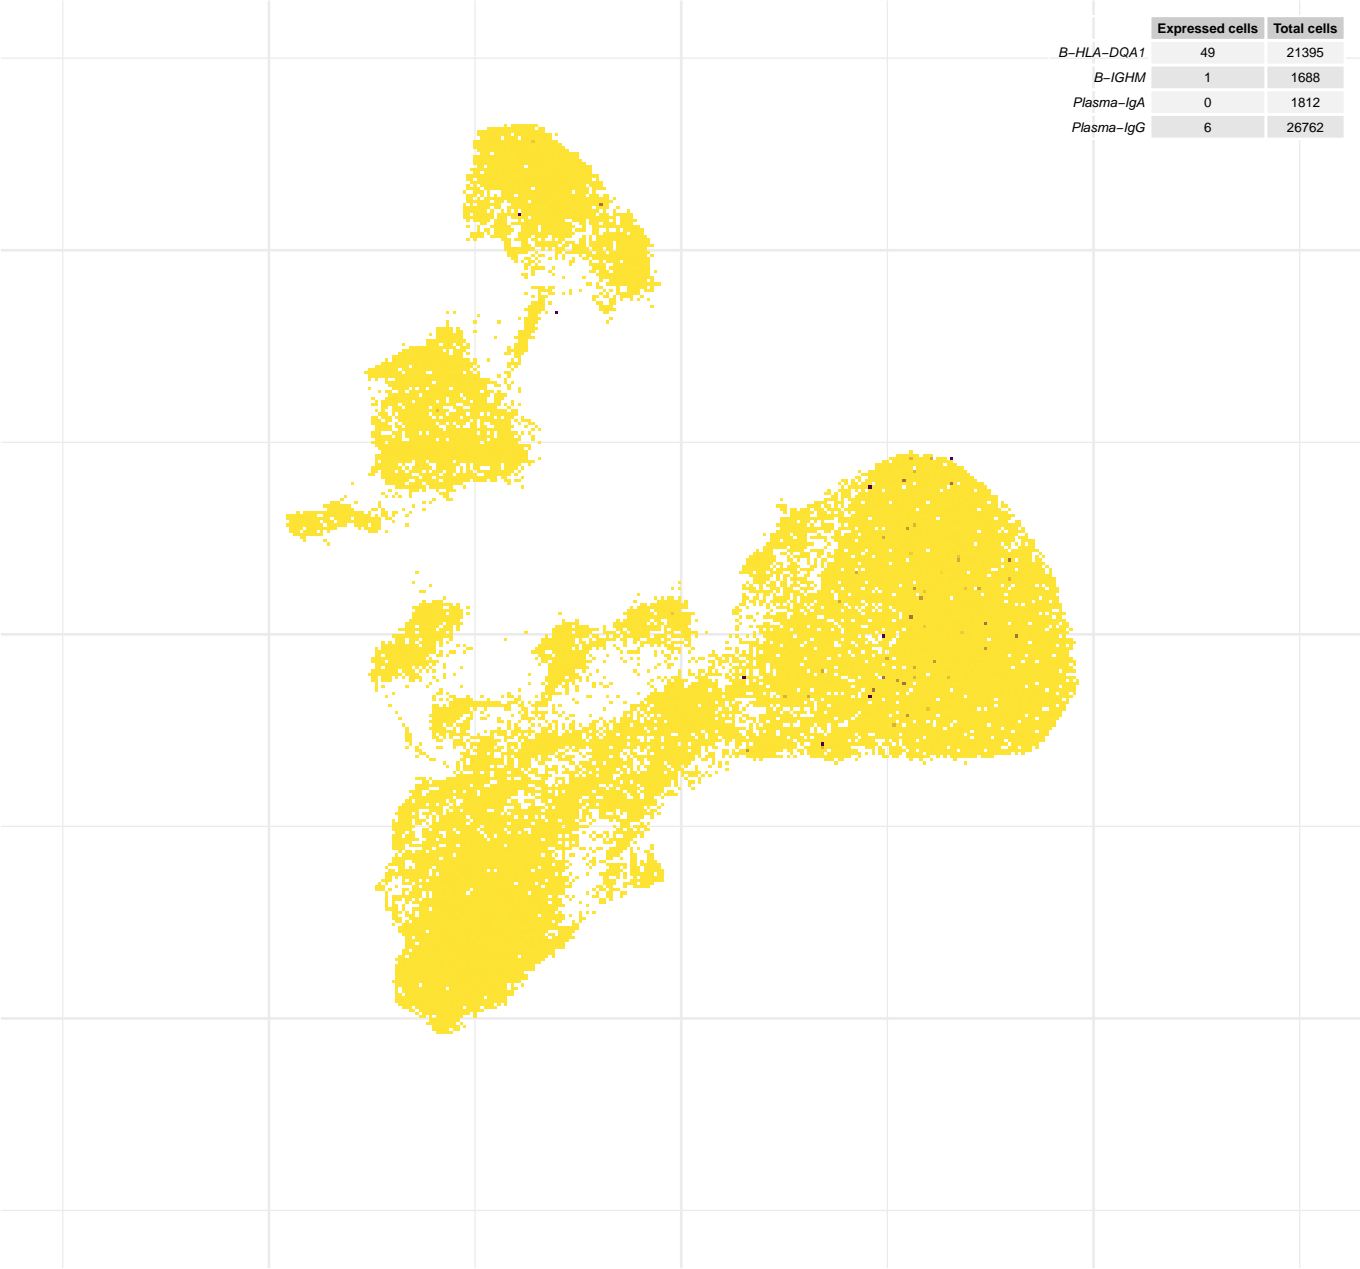 Expressed cells Total cells
B−HLA−DQA1 49 21395
B−IGHM 1 1688
Plasma−IgA 0 1812
Plasma−IgG 6 26762